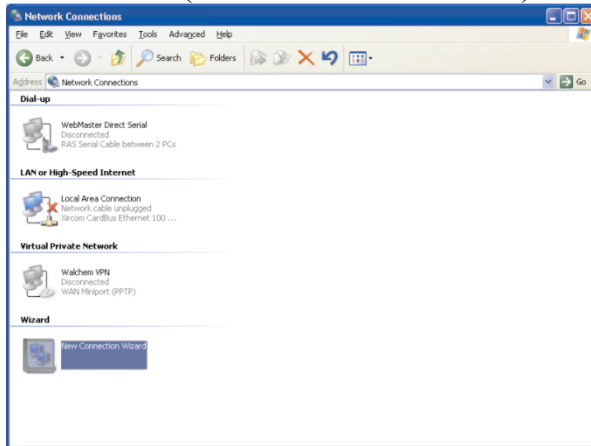 Network Connections
File Edit View Favorites Tools Advanced Help
Back Search Folders
Address Network Connections Go
Dial-up
WebMaster Direct Serial
Disconnected
RAS Serial Cable between 2 PCs
LAN or High-Speed Internet
Local Area Connection
Network cable unplugged
Xircom CardBus Ethernet 100 ...
Virtual Private Network
Walchem VPN
Disconnected
WAN Miniport (PPTP)
Wizard
New Connection Wizard